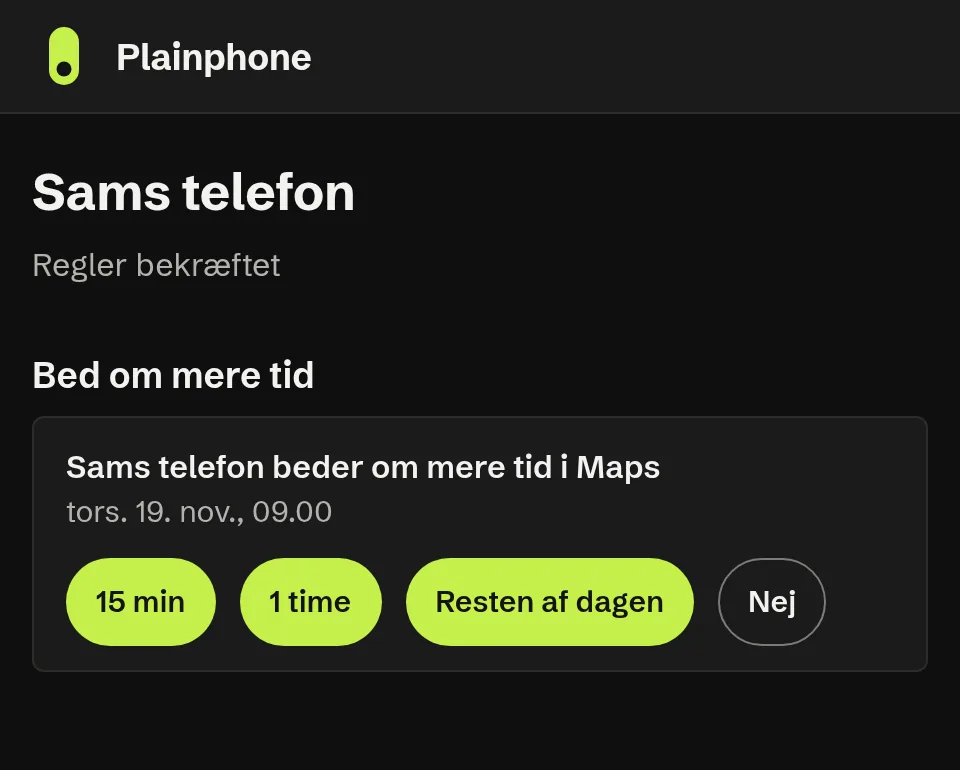 Plainphone
Sams telefon
Regler bekræftet
Bed om mere tid
Sams telefon beder om mere tid i Maps
tors. 19. nov., 09.00
15 min
1 time
Resten af dagen
Nej